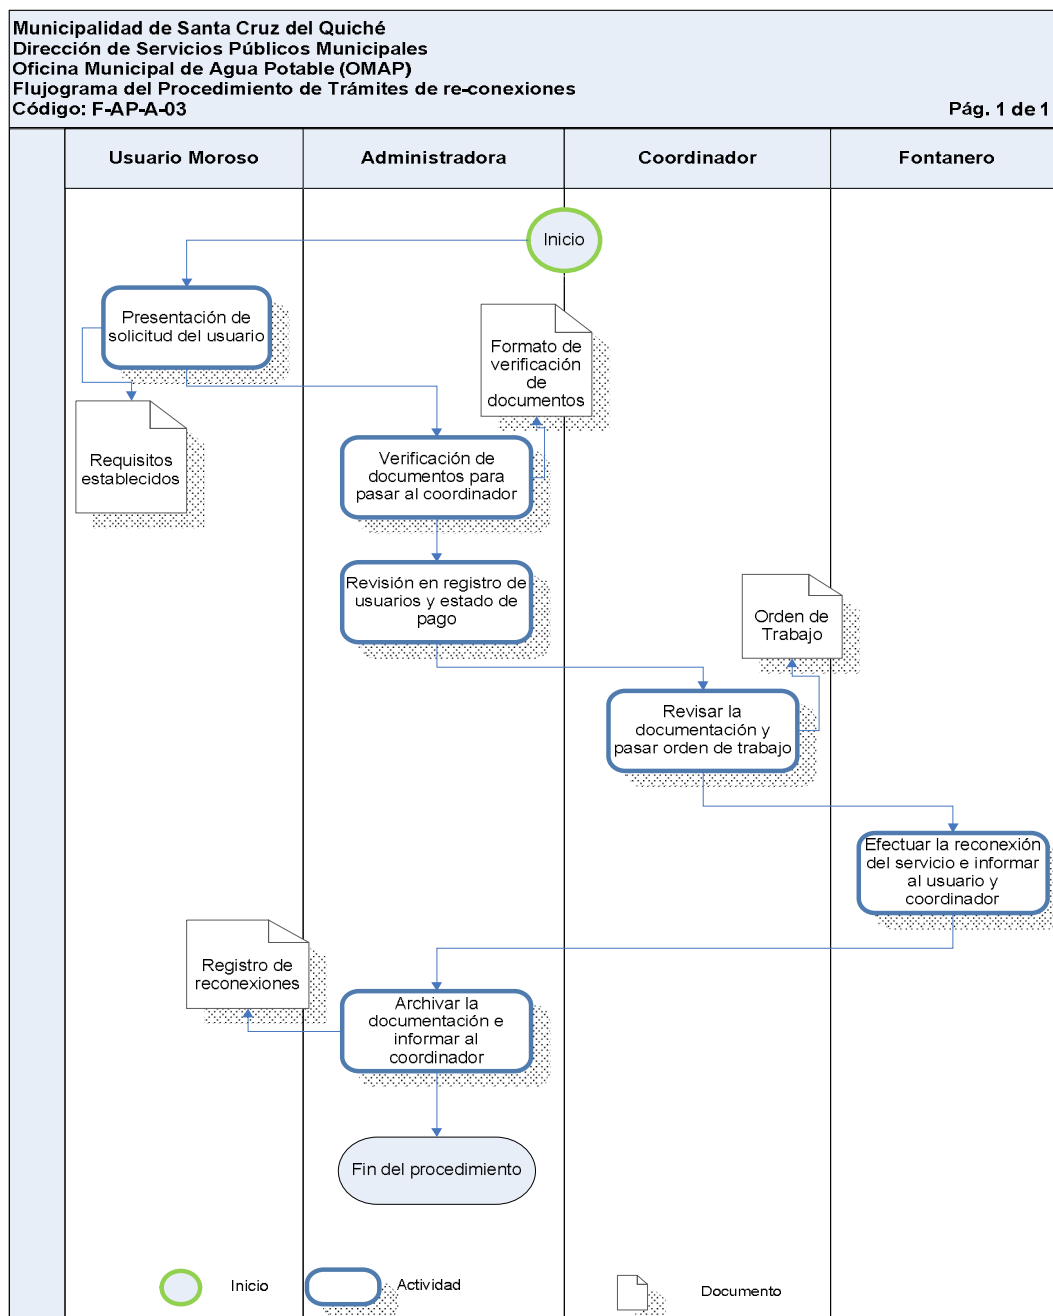 Municipalidad de Santa Cruz del Quiché
Dirección de Servicios Públicos Municipales
Oficina Municipal de Agua Potable (OMAP)
Flujograma del Procedimiento de Trámites de re-conexiones
Código: F-AP-A-03
Pág. 1 de 1
Usuario Moroso
Administradora
Coordinador
Fontanero
Inicio
Presentación de
solicitud del usuario
Formato de
verificación
de
documentos
Requisitos
establecidos
Verificación de
documentos para
pasar al coordinador
Revisión en registro de
usuarios y estado de
pago
Orden de
Trabajo
Revisar la
documentación y
pasar orden de trabajo
Efectuar la reconexión
del servicio e informar
al usuario y
coordinador
Registro de
reconexiones
Archivar la
documentación e
informar al
coordinador
Fin del procedimiento
Inicio
Actividad
Documento